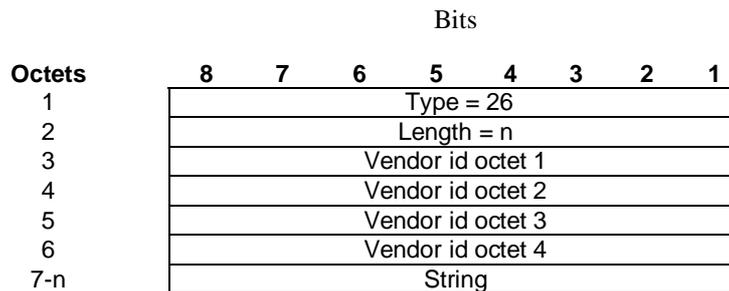 Bits
Octets 8 7 6 5 4 3 2 1
1 Type = 26
2 Length = n
3 Vendor id octet 1
4 Vendor id octet 2
5 Vendor id octet 3
6 Vendor id octet 4
7-n String